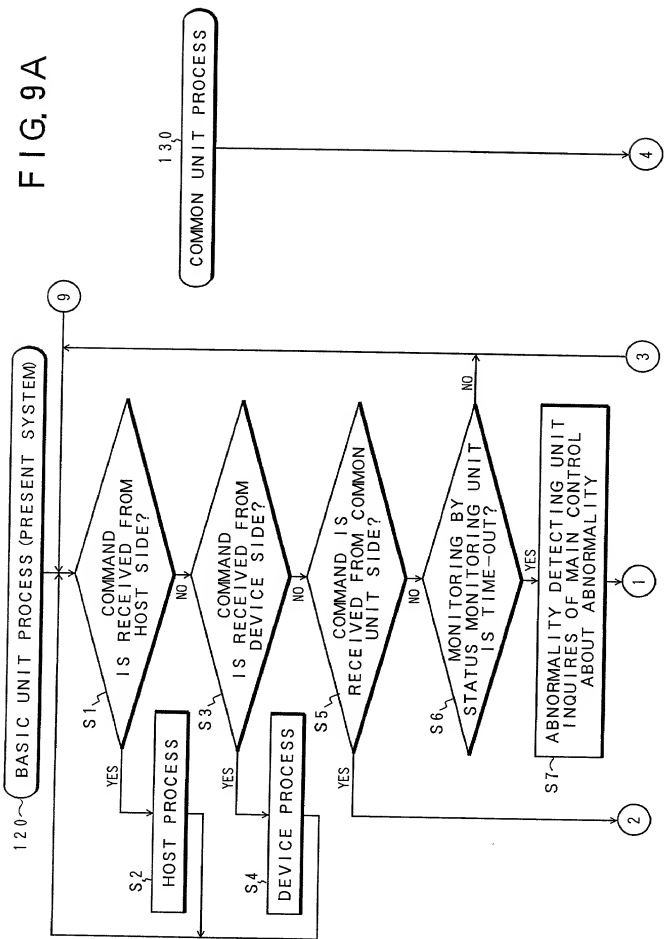 FIG. 9A
120
BASIC UNIT PROCESS (PRESENT SYSTEM)
9
S1
COMMAND
IS RECEIVED FROM
HOST SIDE?
YES
NO
S2
HOST PROCESS
S3
COMMAND
IS RECEIVED FROM
DEVICE SIDE?
YES
NO
S4
DEVICE PROCESS
S5
COMMAND IS
RECEIVED FROM COMMON
UNIT SIDE?
YES
NO
2
S6
MONITORING BY
STATUS MONITORING UNIT
IS TIME-OUT?
NO
YES
3
S7
ABNORMALITY DETECTING UNIT
INQUIRES OF MAIN CONTROL
ABOUT ABNORMALITY
1
130
COMMON UNIT PROCESS
4